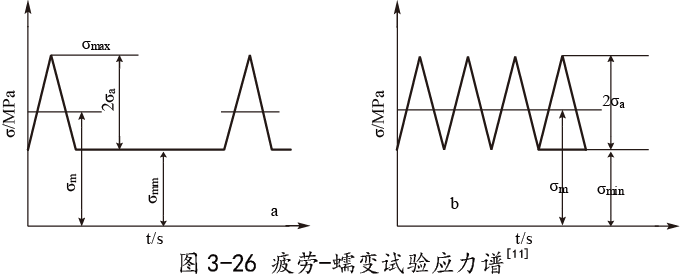 σmax
2σa
σ/MPa
σm
σmm
a
t/s
σ/MPa
2σa
σm
σmin
b
t/s
图 3-26 疲劳-蠕变试验应力谱[11]